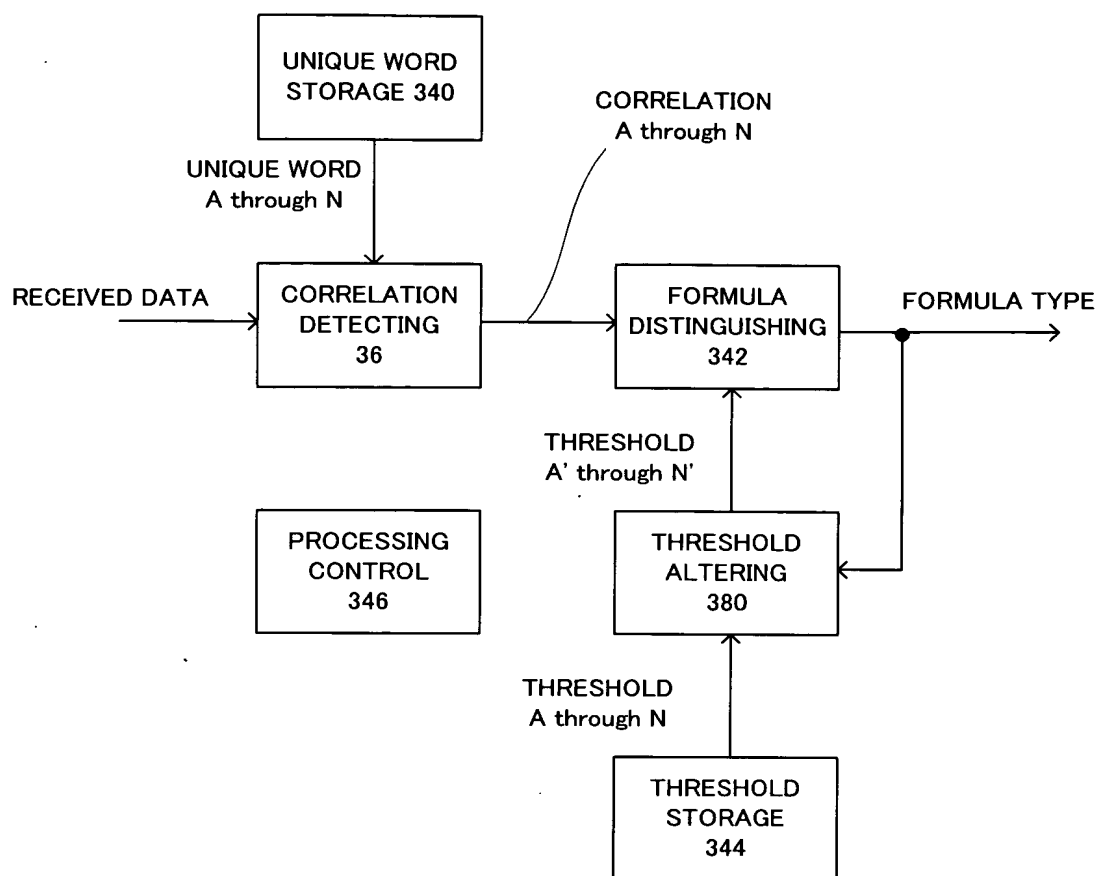 UNIQUE WORD
STORAGE 340
CORRELATION
A through N
UNIQUE WORD
A through N
RECEIVED DATA
CORRELATION
DETECTING
36
FORMULA
DISTINGUISHING
342
FORMULA TYPE
THRESHOLD
A' through N'
PROCESSING
CONTROL
346
THRESHOLD
ALTERING
380
THRESHOLD
A through N
THRESHOLD
STORAGE
344